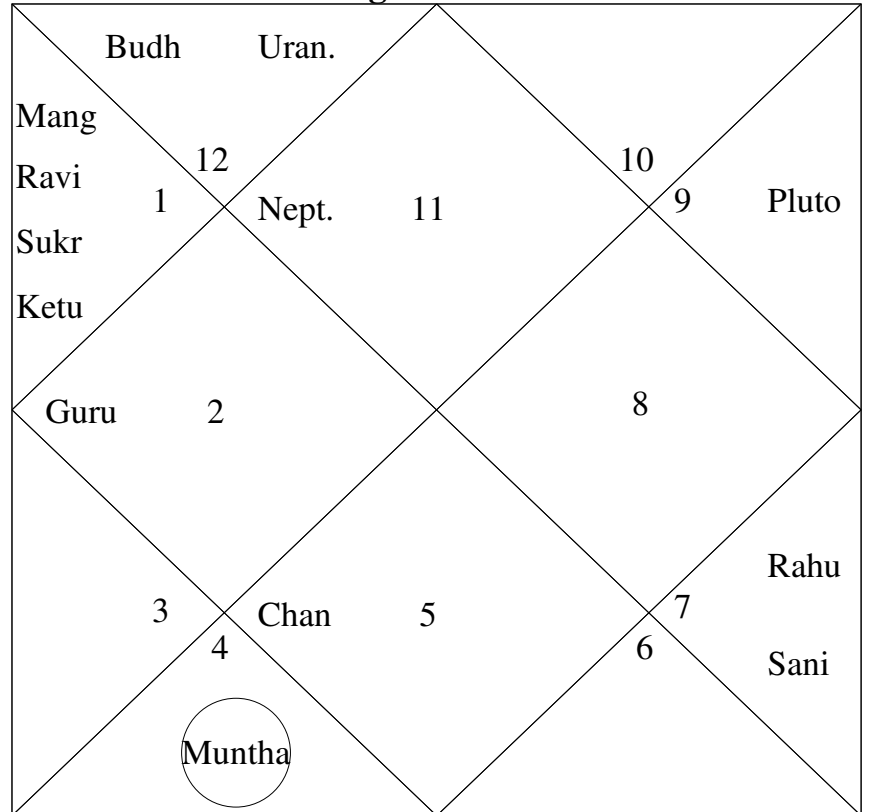 Budh Uran.
Mang
12 10
Ravi
1 Nept. 11 9 Pluto
Sukr
Ketu
Guru 2 8
Rahu
3 Chan 5 7
4 6
Sani
Muntha